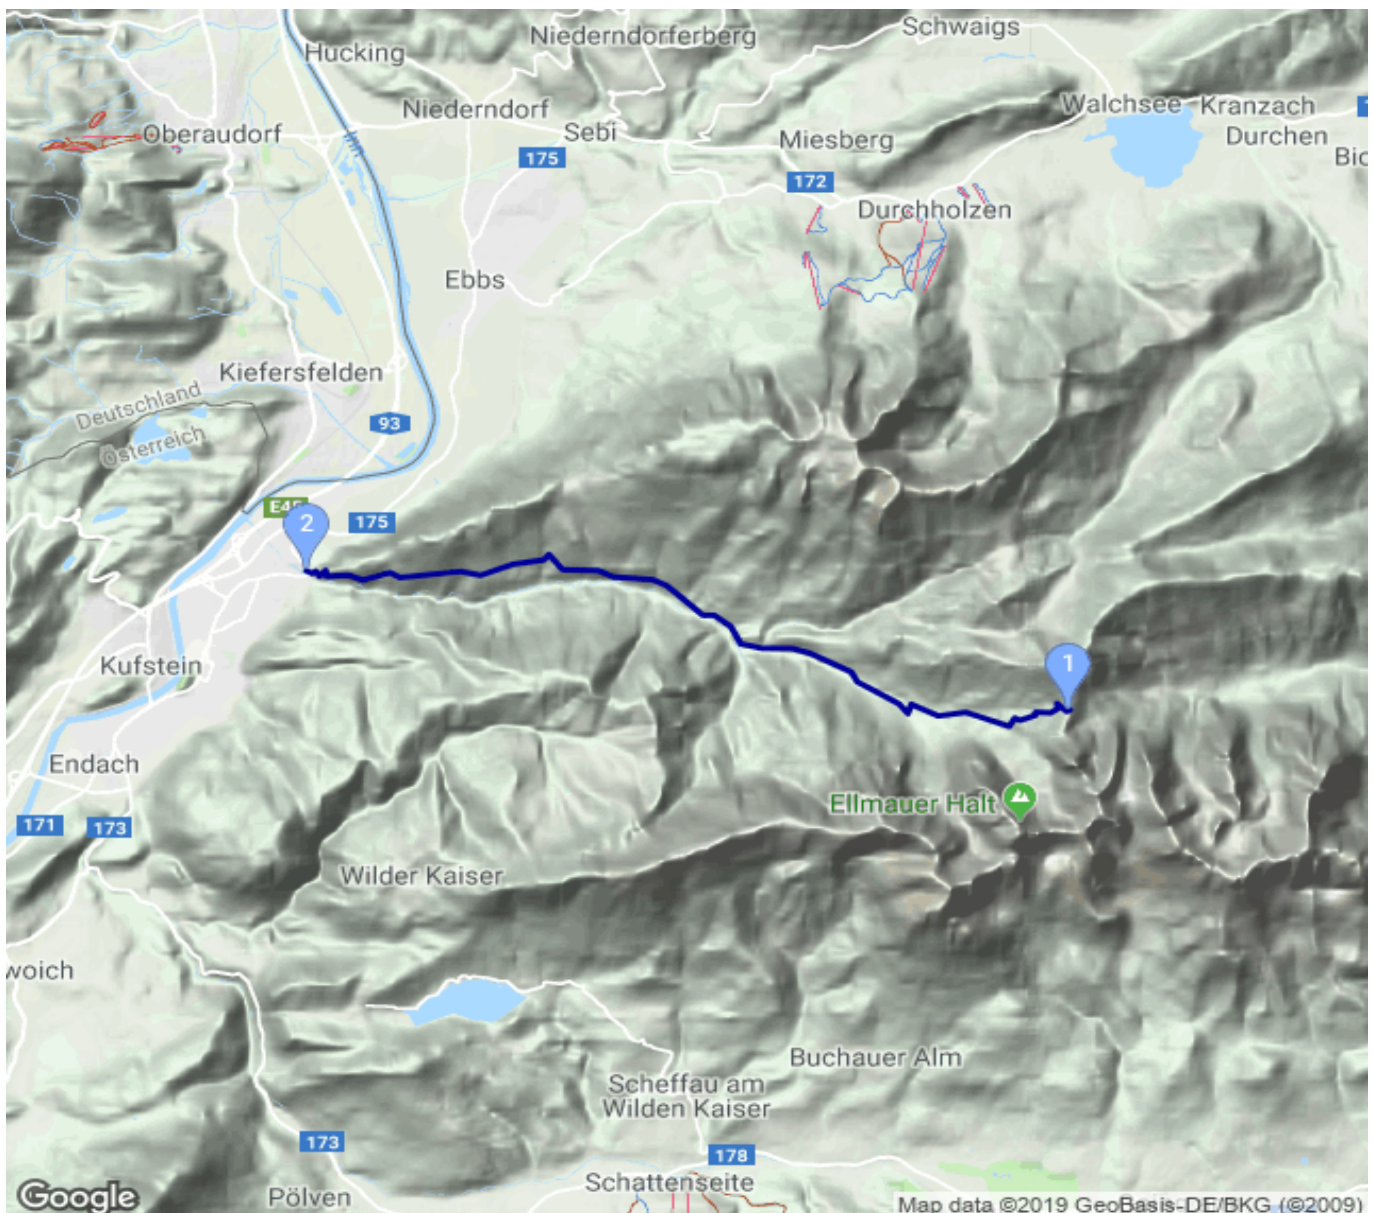 Schwaigs
Niederndorferberg
Hucking
Niederndorf
Walchsee
Kranzach
Sebi
Oberaudorf
Miesberg
Durchen
Inn
175
172
Durchholzen
Ebbs
Kiefersfelden
Deutschland
Österreich
93
2
175
1
Kufstein
Endach
Ellmauer Halt
171
173
Wilder Kaiser
woich
Buchauer Alm
Scheffau am
Wilden Kaiser
173
178
Schattenseite
Pölven
Google
Map data ©2019 GeoBasis-DE/BKG (©2009)